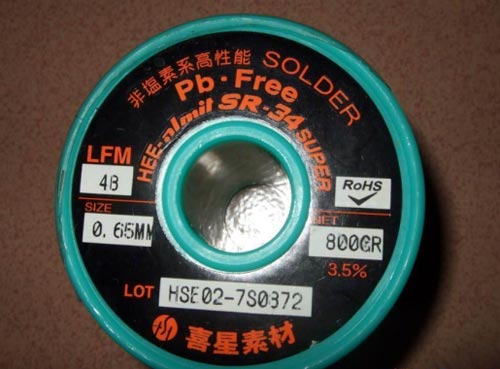 非塩素系高性能 SOLDER
Pb·Free
HEE-almit SR-34 SUPER
LFM
48
RoHS
SIZE
0.65MM
NET
800GR
3.5%
LOT HSE02-7S0372
喜星素材